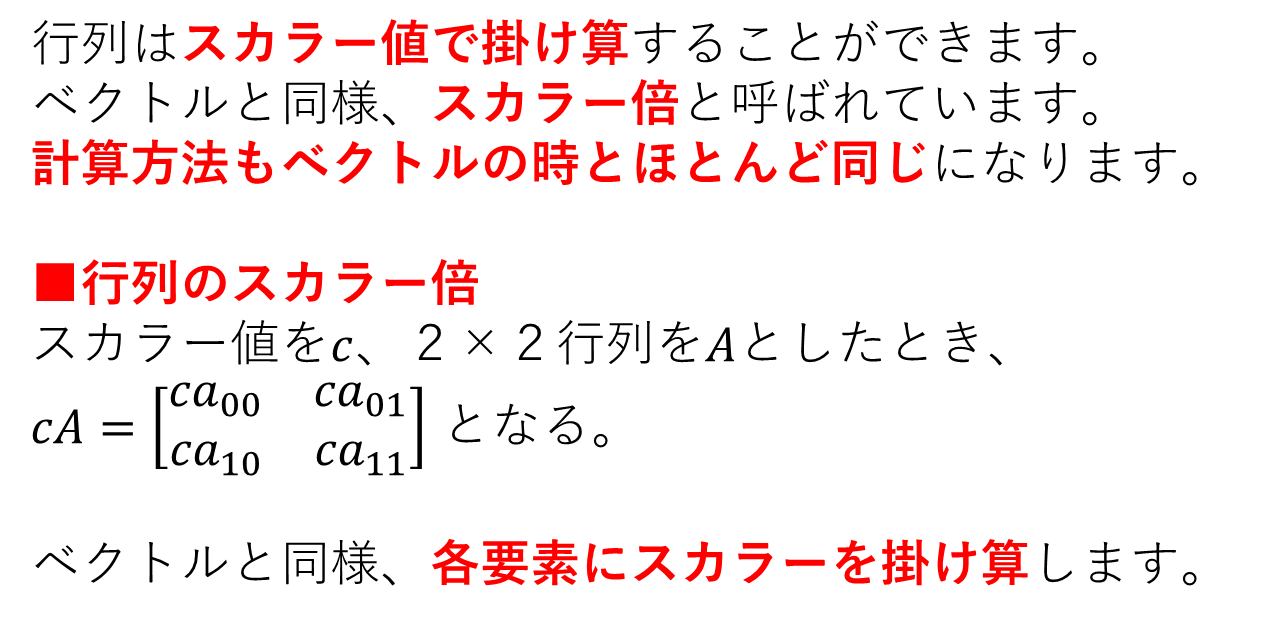 行列はスカラー値で掛け算することができます。
ベクトルと同様、スカラー倍と呼ばれています。
計算方法もベクトルの時とほとんど同じになります。
■行列のスカラー倍
スカラー値をc、２×２行列をAとしたとき、
cA = [ca₀₀ ca₀₁
ca₁₀ ca₁₁] となる。
ベクトルと同様、各要素にスカラーを掛け算します。